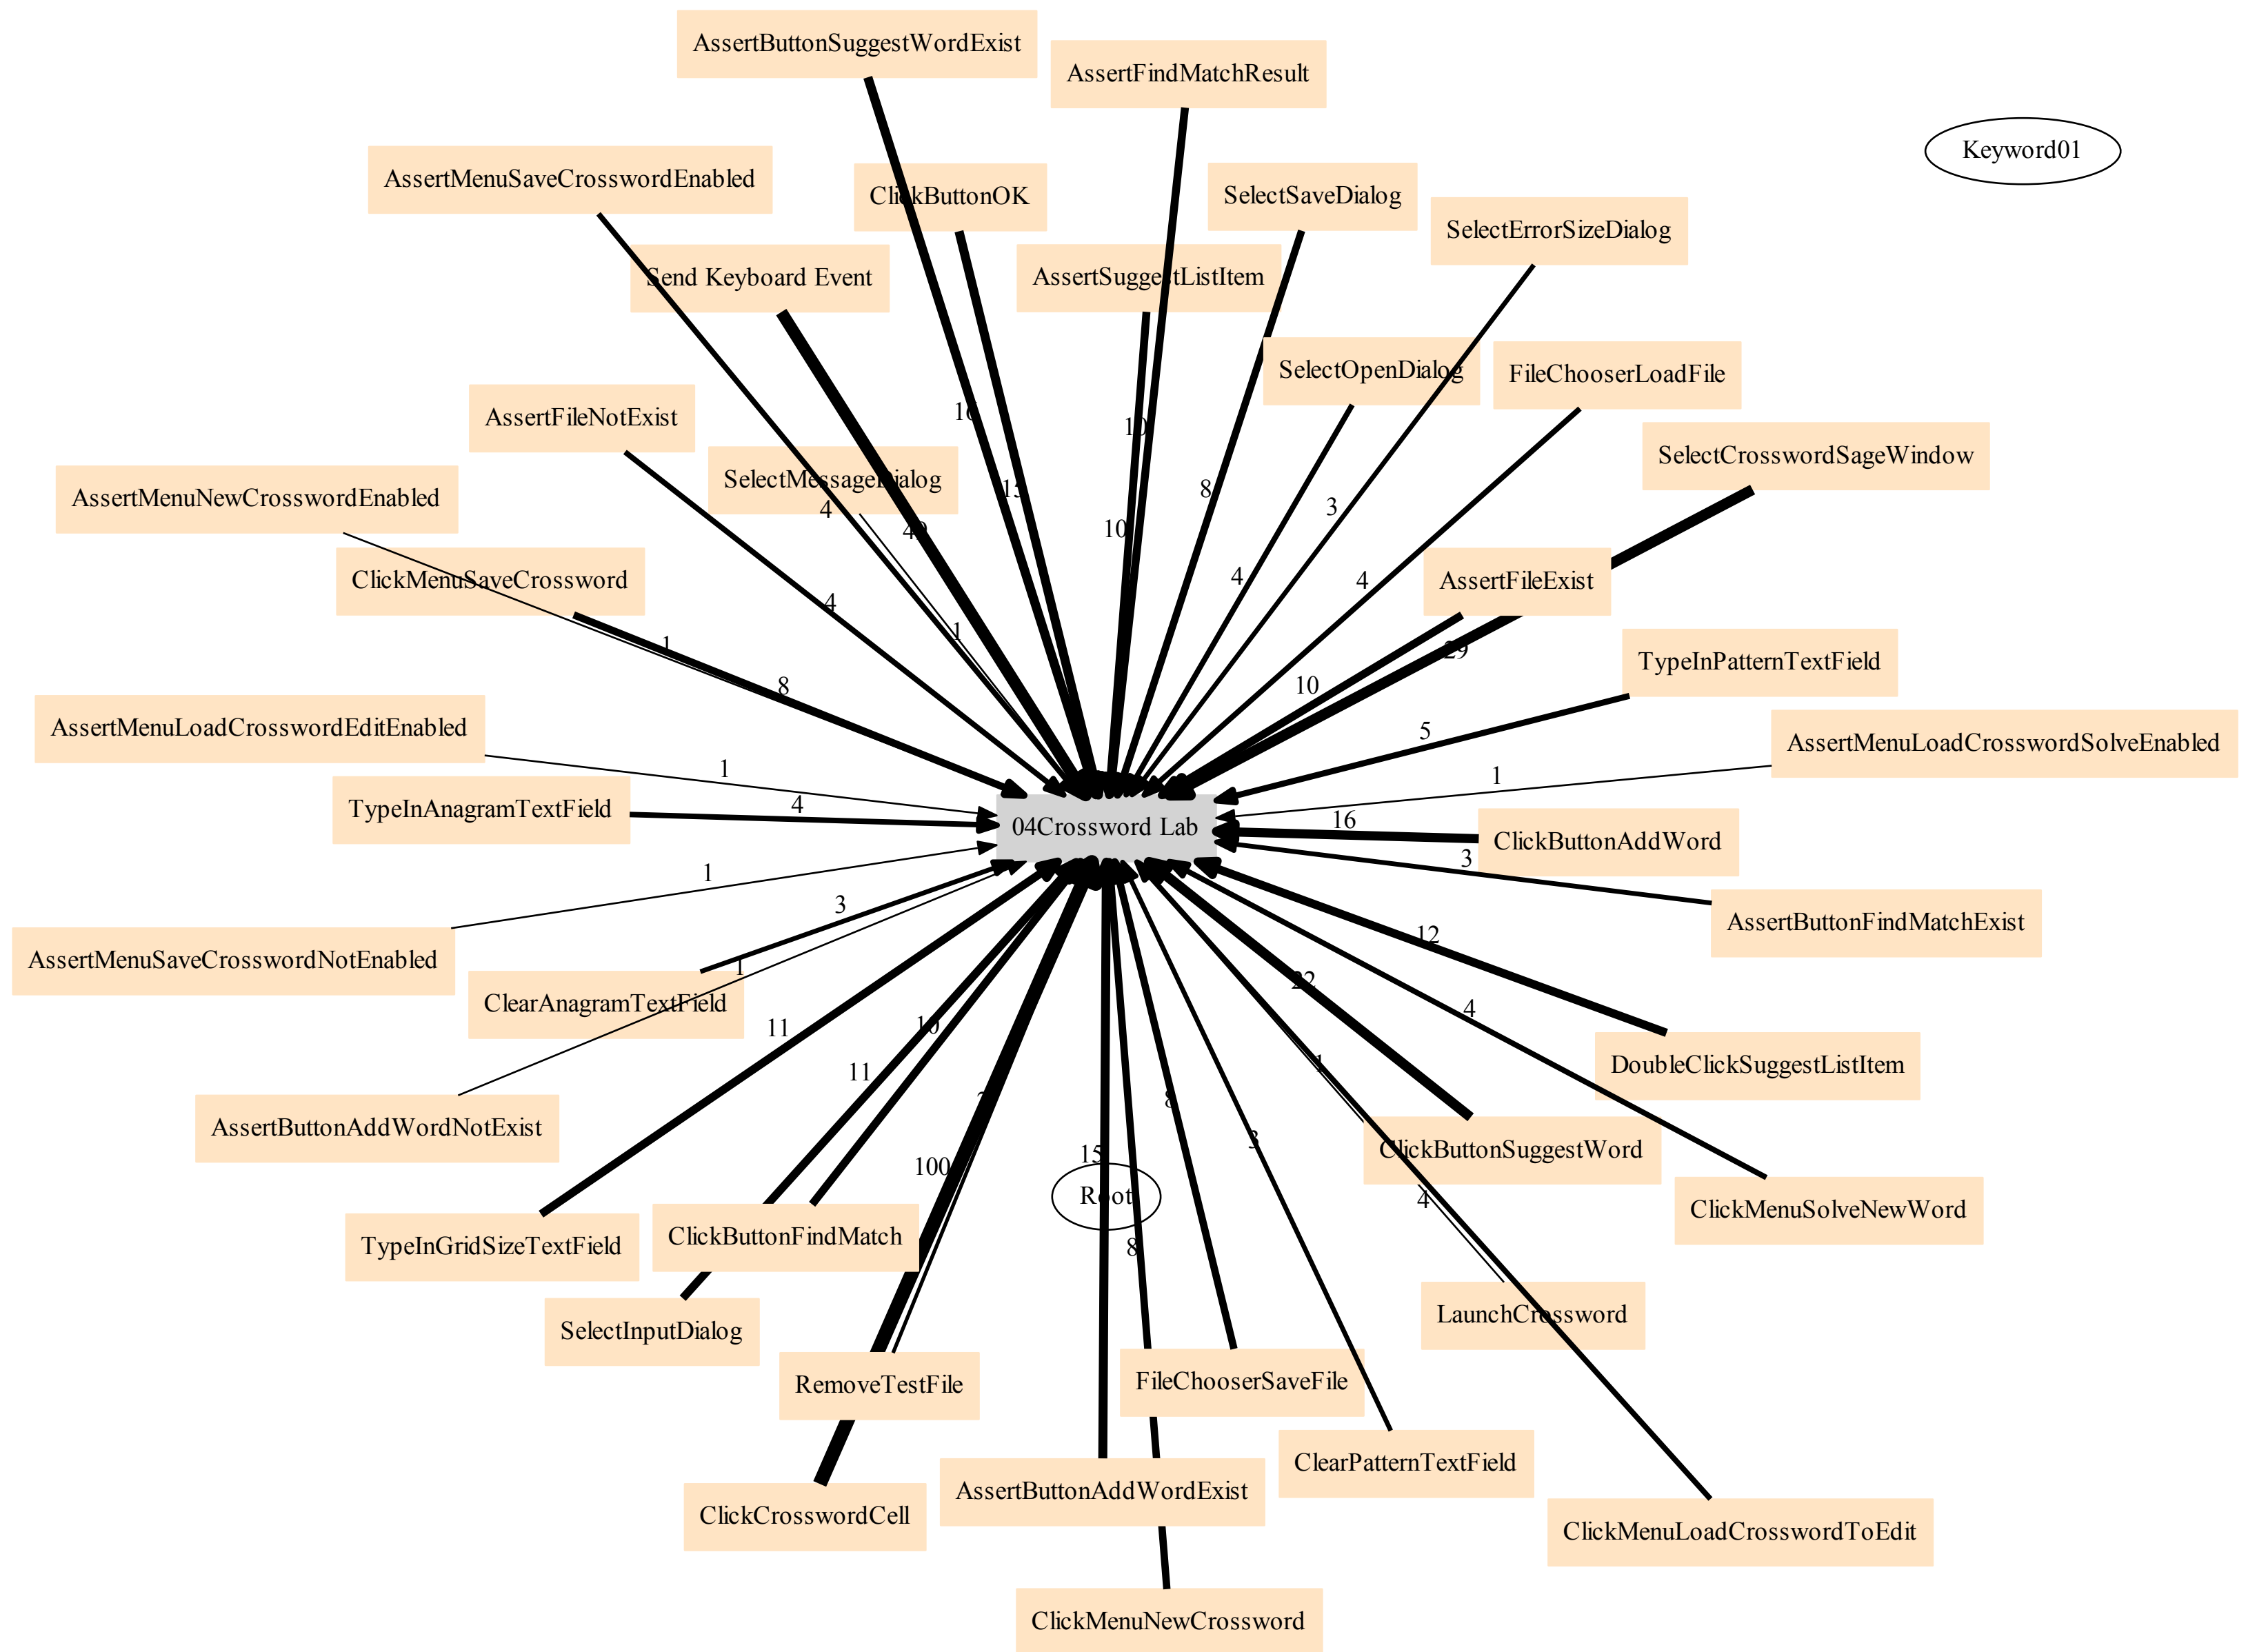 AssertButtonSuggestWordExist
AssertFindMatchResult
Keyword01
AssertMenuSaveCrosswordEnabled
ClickButtonOK
SelectSaveDialog
SelectErrorSizeDialog
Send Keyboard Event
AssertSuggestListItem
SelectOpenDialog
FileChooserLoadFile
AssertFileNotExist
10
SelectCrosswordSageWindow
SelectMessageDialog
AssertMenuNewCrosswordEnabled
15
8
3
4
10
ClickMenuSaveCrossword
4
4
AssertFileExist
4
1
1
29
TypeInPatternTextField
8
10
AssertMenuLoadCrosswordEditEnabled
5
AssertMenuLoadCrosswordSolveEnabled
1
1
TypeInAnagramTextField
4
04Crossword Lab
16
ClickButtonAddWord
3
1
3
AssertButtonFindMatchExist
12
AssertMenuSaveCrosswordNotEnabled
1
22
ClearAnagramTextField
4
11
10
1
DoubleClickSuggestListItem
11
8
AssertButtonAddWordNotExist
3
ClickButtonSuggestWord
15
100
Root
4
ClickMenuSolveNewWord
ClickButtonFindMatch
TypeInGridSizeTextField
8
LaunchCrossword
SelectInputDialog
RemoveTestFile
FileChooserSaveFile
ClearPatternTextField
AssertButtonAddWordExist
ClickCrosswordCell
ClickMenuLoadCrosswordToEdit
ClickMenuNewCrossword